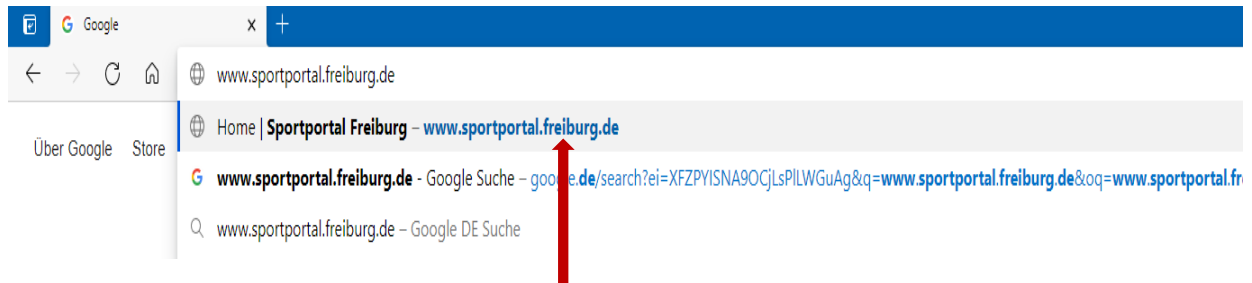 Google
www.sportportal.freiburg.de
Home | Sportportal Freiburg – www.sportportal.freiburg.de
Über Google Store
www.sportportal.freiburg.de - Google Suche – google.de/search?ei=XFZPYISNA9OCjLsPlLWGuAg&q=www.sportportal.freiburg.de&oq=www.sportportal.fr
www.sportportal.freiburg.de – Google DE Suche